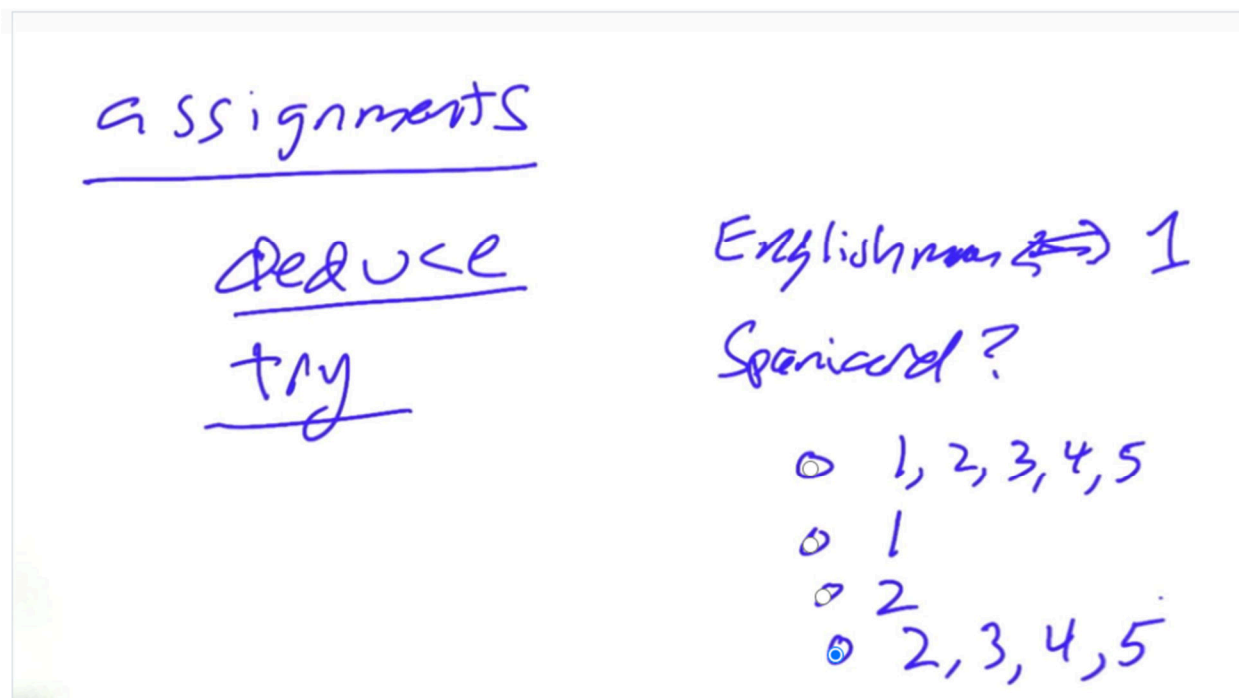 assignments
deduce
try
Englishman ⟺ 1
Spaniard?
1, 2, 3, 4, 5
1
2
2, 3, 4, 5